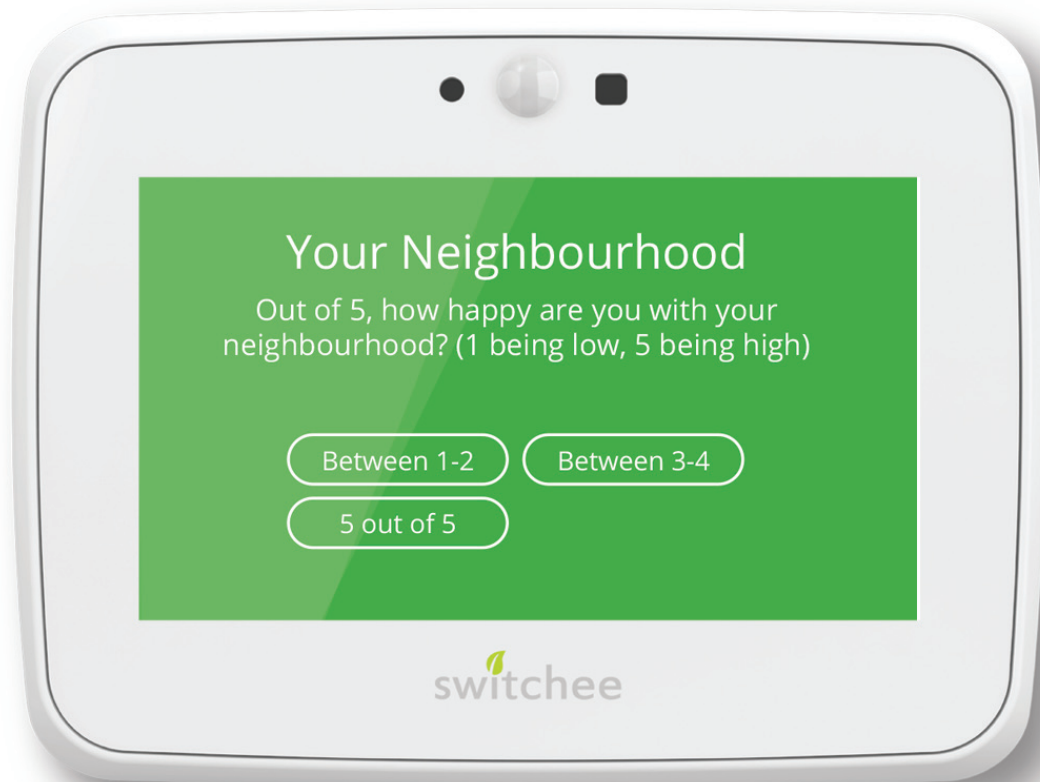 Your Neighbourhood
Out of 5, how happy are you with your
neighbourhood? (1 being low, 5 being high)
Between 1-2 Between 3-4
5 out of 5
switchee